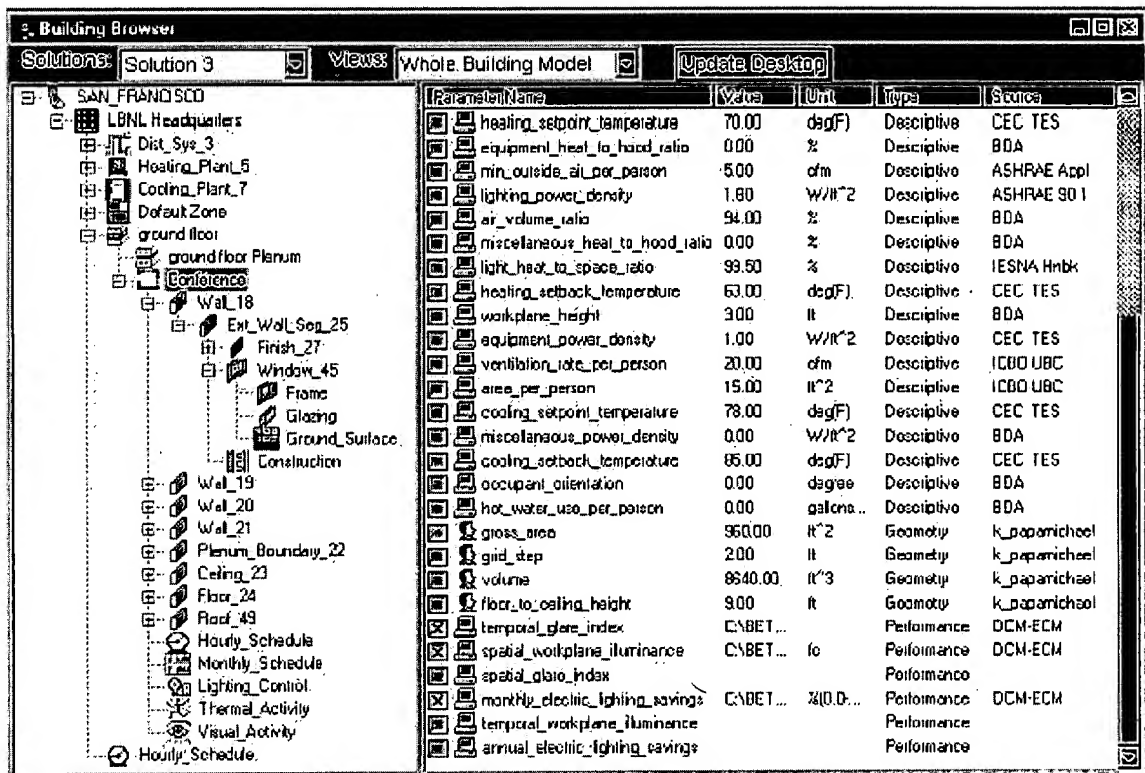 Building Browser
Solutions: Solution 3 Views: Whole Building Model Update Desktop
SAN_FRANCISCO
LBNL Headquarters
Dist_Sys_3
Heating_Plant_5
Cooling_Plant_7
Default Zone
ground floor
ground floor Plenum
Conference
Wall_18
Ext_Wall_Seg_25
Finish_27
Window_45
Frame
Glazing
Ground_Surface
Construction
Wall_19
Wall_20
Wall_21
Plenum_Boundary_22
Ceiling_23
Floor_24
Roof_49
Hourly_Schedule
Monthly_Schedule
Lighting_Control
Thermal_Activity
Visual_Activity
Hourly_Schedule
Parameter Name Value Unit Type Source
heating_setpoint_temperature 70.00 deg(F) Descriptive CEC TES
equipment_heat_to_hood_ratio 0.00 % Descriptive BDA
min_outside_air_per_person 5.00 cfm Descriptive ASHRAE Appl
lighting_power_density 1.80 W/ft^2 Descriptive ASHRAE 90.1
air_volume_ratio 94.00 % Descriptive BDA
miscellaneous_heat_to_hood_ratio 0.00 % Descriptive BDA
light_heat_to_space_ratio 99.50 % Descriptive IESNA Hnbk
heating_setback_temperature 63.00 deg(F) Descriptive CEC TES
workplane_height 3.00 ft Descriptive BDA
equipment_power_density 1.00 W/ft^2 Descriptive CEC TES
ventilation_rate_per_person 20.00 cfm Descriptive ICBO UBC
area_per_person 15.00 ft^2 Descriptive ICBO UBC
cooling_setpoint_temperature 78.00 deg(F) Descriptive CEC TES
miscellaneous_power_density 0.00 W/ft^2 Descriptive BDA
cooling_setback_temperature 85.00 deg(F) Descriptive CEC TES
occupant_orientation 0.00 degree Descriptive BDA
hot_water_use_per_person 0.00 gallons... Descriptive BDA
gross_area 960.00 ft^2 Geometry k_papamichael
grid_step 2.00 ft Geometry k_papamichael
volume 8640.00 ft^3 Geometry k_papamichael
floor_to_ceiling_height 9.00 ft Geometry k_papamichael
temporal_glare_index C:\BET... Performance DCM-ECM
spatial_workplane_illuminance C:\BET... fc Performance DCM-ECM
spatial_glare_index Performance
monthly_electric_lighting_savings C:\BET... %(0.0-... Performance DCM-ECM
temporal_workplane_illuminance Performance
annual_electric_lighting_savings Performance